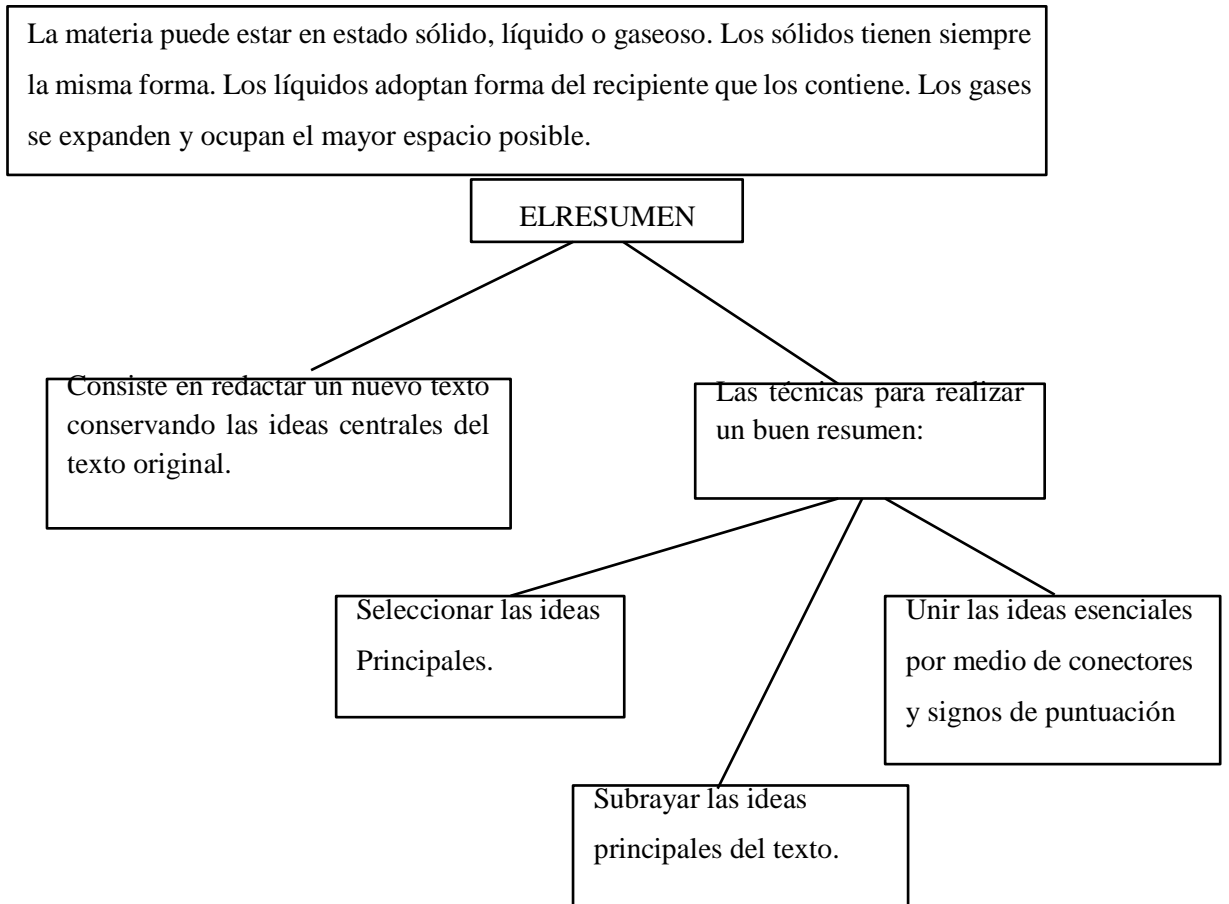 La materia puede estar en estado sólido, líquido o gaseoso. Los sólidos tienen siempre
la misma forma. Los líquidos adoptan forma del recipiente que los contiene. Los gases
se expanden y ocupan el mayor espacio posible.
ELRESUMEN
Consiste en redactar un nuevo texto
conservando las ideas centrales del
texto original.
Las técnicas para realizar
un buen resumen:
Seleccionar las ideas
Principales.
Unir las ideas esenciales
por medio de conectores
y signos de puntuación
Subrayar las ideas
principales del texto.